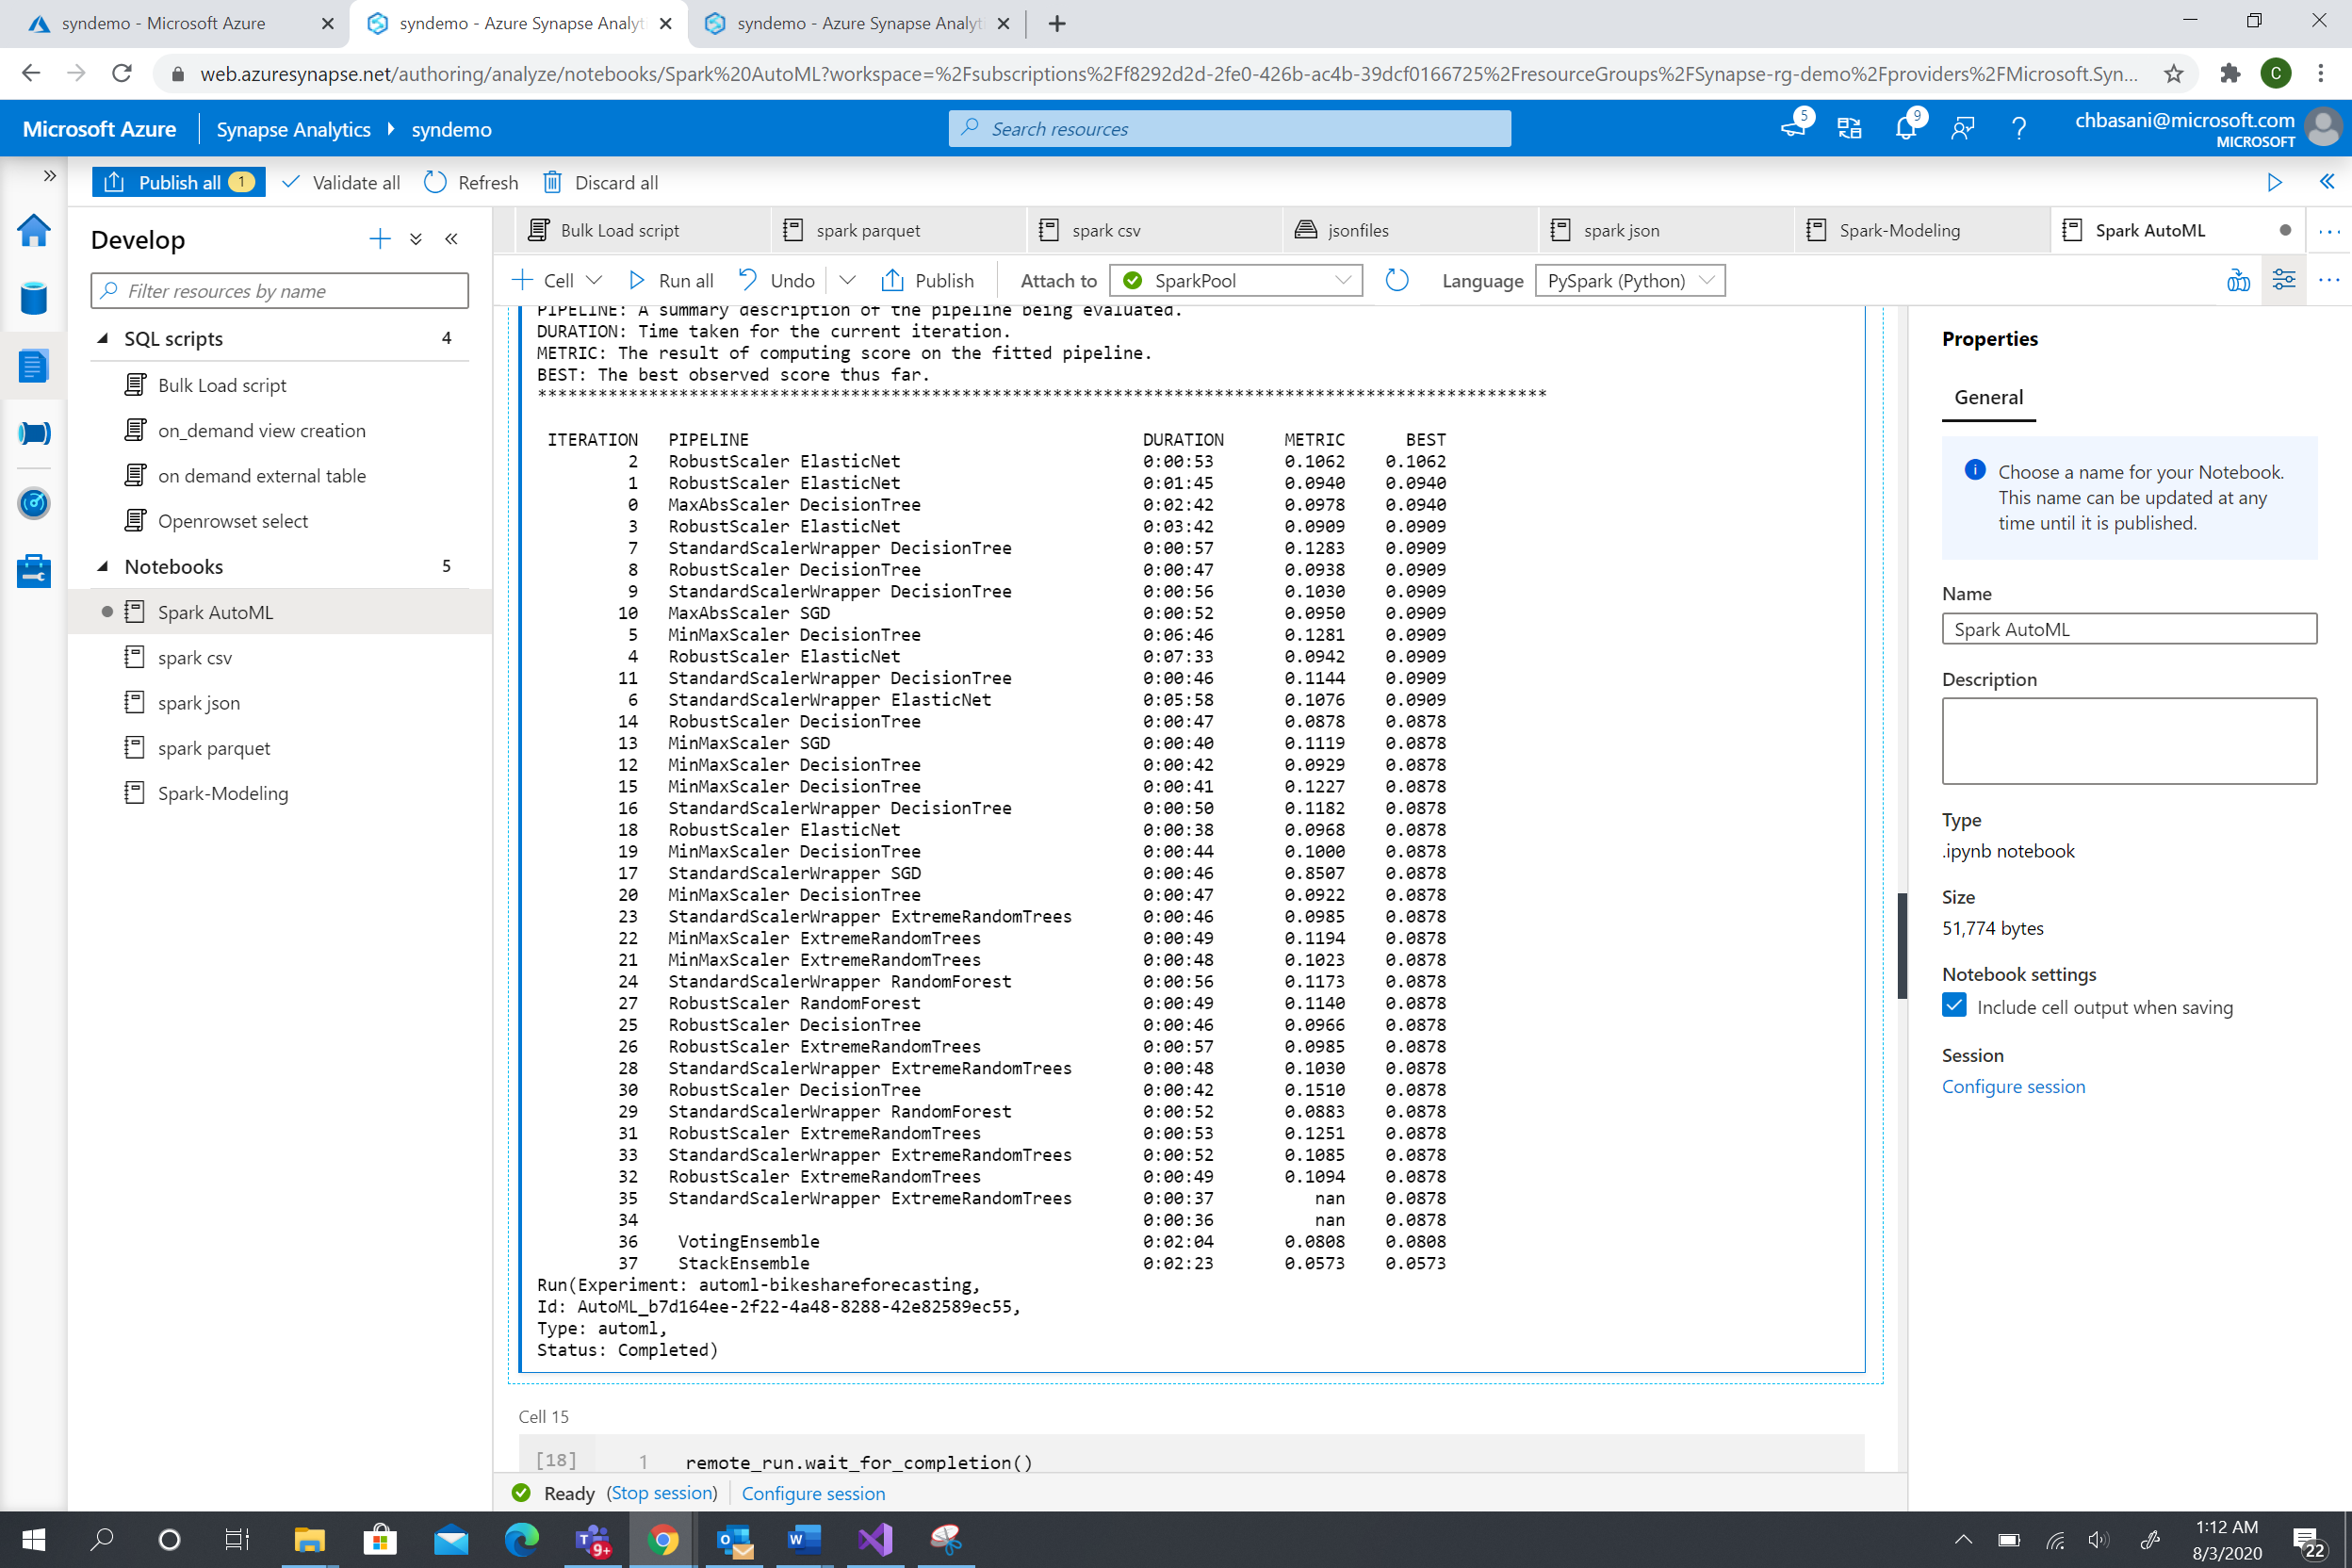 syndemo - Microsoft Azure
syndemo - Azure Synapse Analyt
syndemo - Azure Synapse Analyt
web.azuresynapse.net/authoring/analyze/notebooks/Spark%20AutoML?workspace=%2Fsubscriptions%2Ff8292d2d-2fe0-426b-ac4b-39dcf0166725%2FresourceGroups%2FSynapse-rg-demo%2Fproviders%2FMicrosoft.Syn...
C
Microsoft Azure
Synapse Analytics
syndemo
Search resources
5
9
chbasani@microsoft.com
MICROSOFT
Publish all 1
Validate all
Refresh
Discard all
Develop
Filter resources by name
SQL scripts 4
Bulk Load script
on_demand view creation
on demand external table
Openrowset select
Notebooks 5
Spark AutoML
spark csv
spark json
spark parquet
Spark-Modeling
Bulk Load script
spark parquet
spark csv
jsonfiles
spark json
Spark-Modeling
Spark AutoML
Cell
Run all
Undo
Publish
Attach to
SparkPool
Language
PySpark (Python)
PIPELINE: A summary description of the pipeline being evaluated.
DURATION: Time taken for the current iteration.
METRIC: The result of computing score on the fitted pipeline.
BEST: The best observed score thus far.
****************************************************************************************************
ITERATION PIPELINE DURATION METRIC BEST
2 RobustScaler ElasticNet 0:00:53 0.1062 0.1062
1 RobustScaler ElasticNet 0:01:45 0.0940 0.0940
0 MaxAbsScaler DecisionTree 0:02:42 0.0978 0.0940
3 RobustScaler ElasticNet 0:03:42 0.0909 0.0909
7 StandardScalerWrapper DecisionTree 0:00:57 0.1283 0.0909
8 RobustScaler DecisionTree 0:00:47 0.0938 0.0909
9 StandardScalerWrapper DecisionTree 0:00:56 0.1030 0.0909
10 MaxAbsScaler SGD 0:00:52 0.0950 0.0909
5 MinMaxScaler DecisionTree 0:06:46 0.1281 0.0909
4 RobustScaler ElasticNet 0:07:33 0.0942 0.0909
11 StandardScalerWrapper DecisionTree 0:00:46 0.1144 0.0909
6 StandardScalerWrapper ElasticNet 0:05:58 0.1076 0.0909
14 RobustScaler DecisionTree 0:00:47 0.0878 0.0878
13 MinMaxScaler SGD 0:00:40 0.1119 0.0878
12 MinMaxScaler DecisionTree 0:00:42 0.0929 0.0878
15 MinMaxScaler DecisionTree 0:00:41 0.1227 0.0878
16 StandardScalerWrapper DecisionTree 0:00:50 0.1182 0.0878
18 RobustScaler ElasticNet 0:00:38 0.0968 0.0878
19 MinMaxScaler DecisionTree 0:00:44 0.1000 0.0878
17 StandardScalerWrapper SGD 0:00:46 0.8507 0.0878
20 MinMaxScaler DecisionTree 0:00:47 0.0922 0.0878
23 StandardScalerWrapper ExtremeRandomTrees 0:00:46 0.0985 0.0878
22 MinMaxScaler ExtremeRandomTrees 0:00:49 0.1194 0.0878
21 MinMaxScaler ExtremeRandomTrees 0:00:48 0.1023 0.0878
24 StandardScalerWrapper RandomForest 0:00:56 0.1173 0.0878
27 RobustScaler RandomForest 0:00:49 0.1140 0.0878
25 RobustScaler DecisionTree 0:00:46 0.0966 0.0878
26 RobustScaler ExtremeRandomTrees 0:00:57 0.0985 0.0878
28 StandardScalerWrapper ExtremeRandomTrees 0:00:48 0.1030 0.0878
30 RobustScaler DecisionTree 0:00:42 0.1510 0.0878
29 StandardScalerWrapper RandomForest 0:00:52 0.0883 0.0878
31 RobustScaler ExtremeRandomTrees 0:00:53 0.1251 0.0878
33 StandardScalerWrapper ExtremeRandomTrees 0:00:52 0.1085 0.0878
32 RobustScaler ExtremeRandomTrees 0:00:49 0.1094 0.0878
35 StandardScalerWrapper ExtremeRandomTrees 0:00:37 nan 0.0878
34 0:00:36 nan 0.0878
36 VotingEnsemble 0:02:04 0.0808 0.0808
37 StackEnsemble 0:02:23 0.0573 0.0573
Run(Experiment: automl-bikeshareforecasting,
Id: AutoML_b7d164ee-2f22-4a48-8288-42e82589ec55,
Type: automl,
Status: Completed)
Cell 15
[18] 1 remote_run.wait_for_completion()
Ready (Stop session) Configure session
Properties
General
Choose a name for your Notebook.
This name can be updated at any
time until it is published.
Name
Spark AutoML
Description
Type
.ipynb notebook
Size
51,774 bytes
Notebook settings
Include cell output when saving
Session
Configure session
9+
1:12 AM
8/3/2020
22